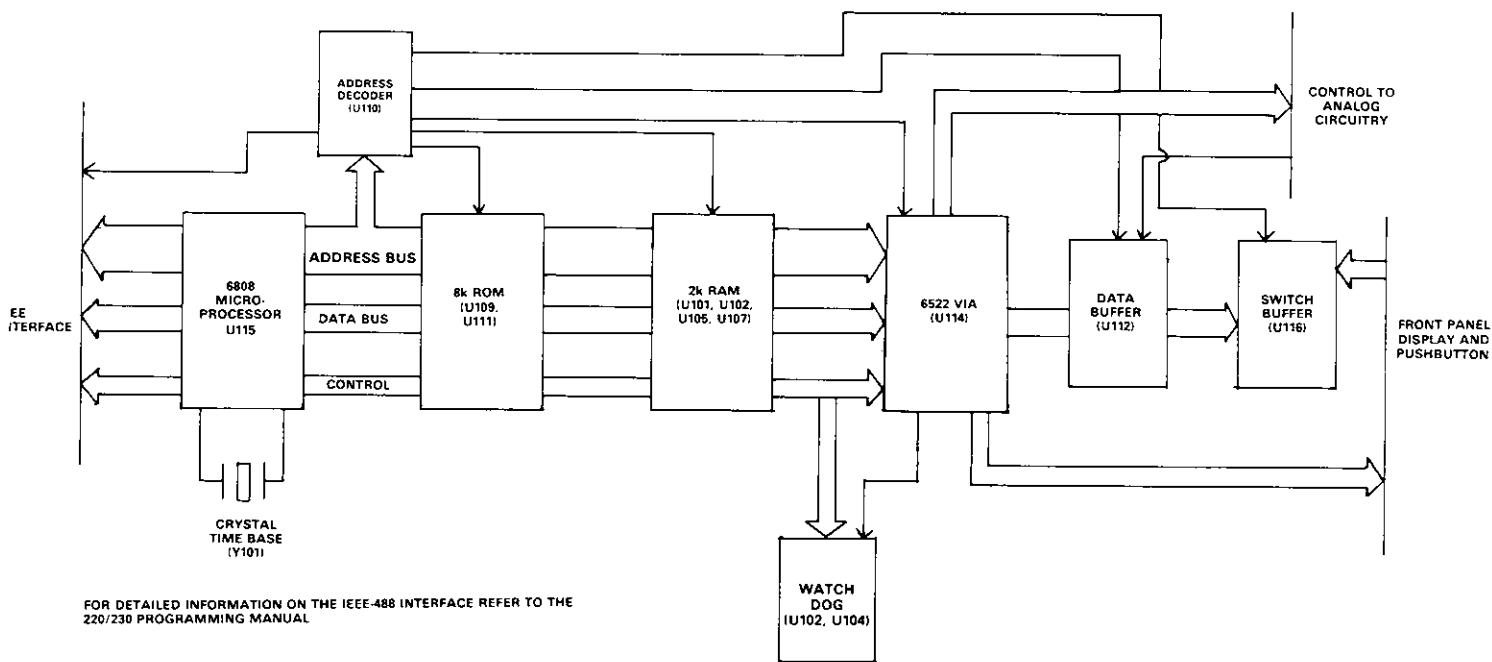 ADDRESS
DECODER
(U110)
CONTROL TO
ANALOG
CIRCUITRY
6808
MICRO-
PROCESSOR
U115
ADDRESS BUS
DATA BUS
CONTROL
8k ROM
(U109,
U111)
2k RAM
(U101, U102,
U105, U107)
6522 VIA
(U114)
DATA
BUFFER
(U112)
SWITCH
BUFFER
(U116)
EE
ITERFACE
FRONT PANEL
DISPLAY AND
PUSHBUTTON
CRYSTAL
TIME BASE
(Y101)
WATCH
DOG
(U102, U104)
FOR DETAILED INFORMATION ON THE IEEE-488 INTERFACE REFER TO THE
220/230 PROGRAMMING MANUAL